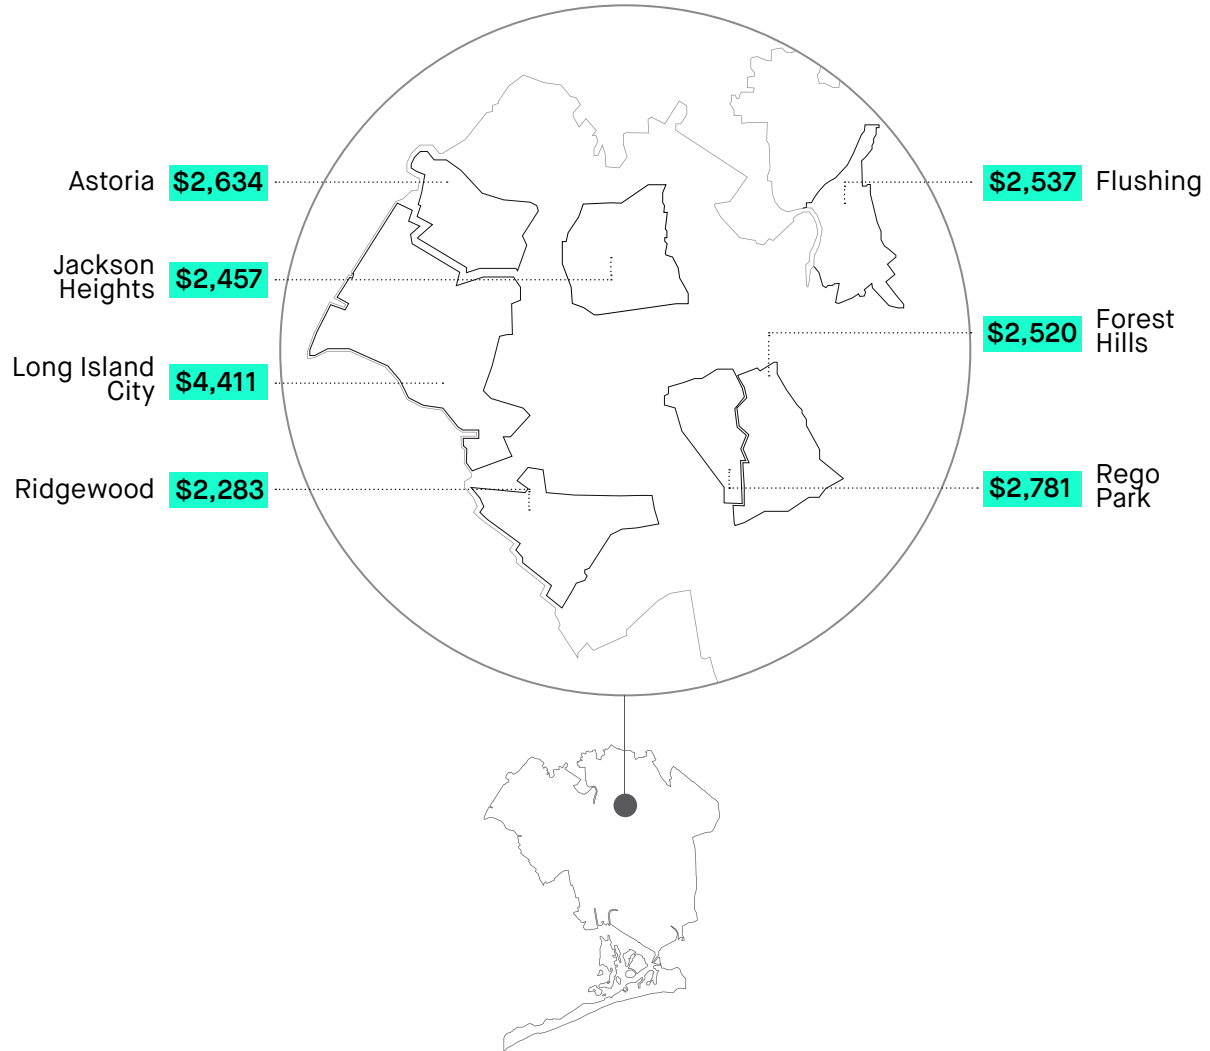 Astoria $2,634
Jackson
Heights
$2,457
Long Island
City
$4,411
Ridgewood $2,283
$2,537 Flushing
$2,520
Forest
Hills
$2,781
Rego
Park